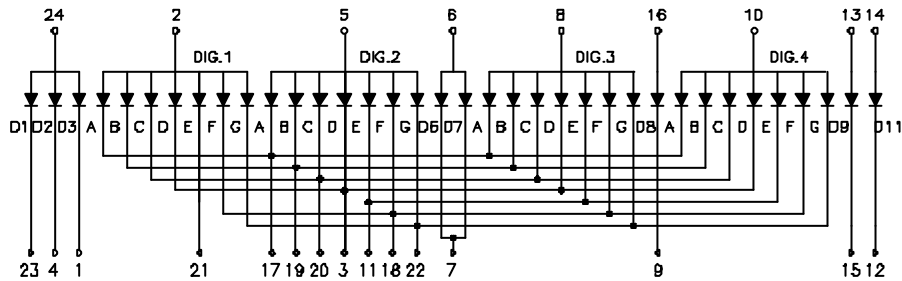 24 2 5 6 8 16 10 13 14
DIG.1 DIG.2 DIG.3 DIG.4
D1 D2 D3 A B C D E F G A B C D E F G D6 D7 A B C D E F G D8 A B C D E F G D9 D11
23 4 1 21 17 19 20 3 11 18 22 7 9 15 12